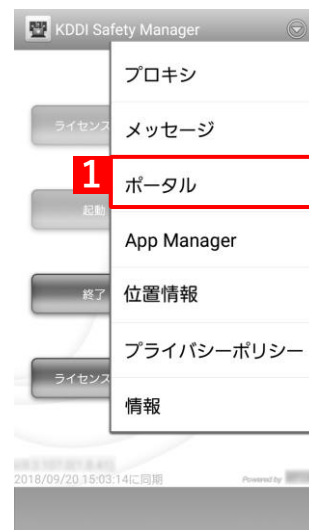 KDDI Safety Manager
プロキシ
ライセンス
メッセージ
1
ポータル
起動
App Manager
終了
位置情報
プライバシーポリシー
ライセンス
情報
2018/09/20 15:03:14に同期
Powered by